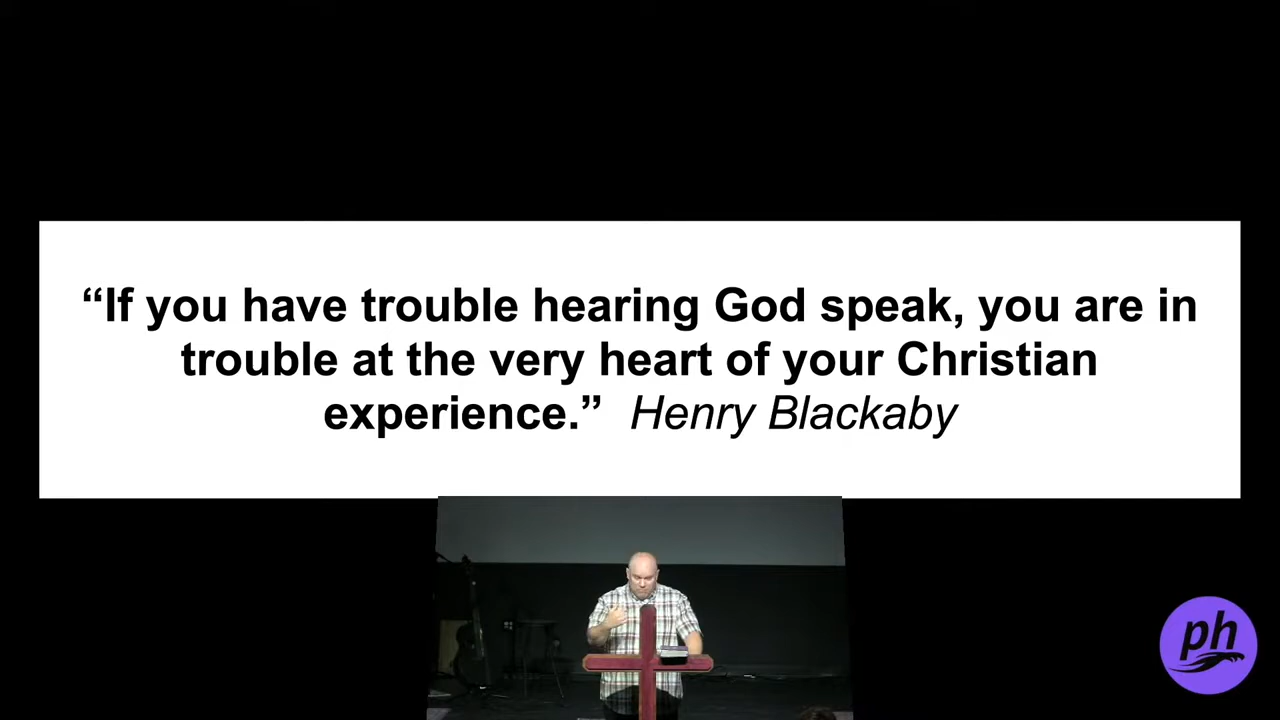 “If you have trouble hearing God speak, you are in
trouble at the very heart of your Christian
experience.” Henry Blackaby
ph